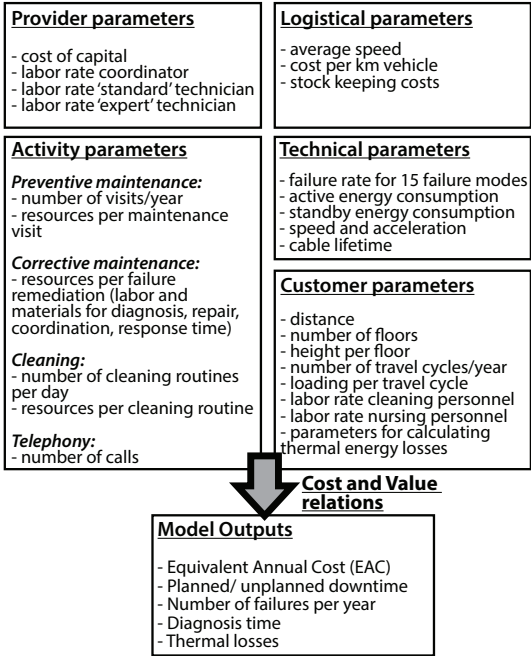 Provider parameters
- cost of capital
- labor rate coordinator
- labor rate ‘standard’ technician
- labor rate ‘expert’ technician
Logistical parameters
- average speed
- cost per km vehicle
- stock keeping costs
Activity parameters
Preventive maintenance:
- number of visits/year
- resources per maintenance
visit
Corrective maintenance:
- resources per failure
remediation (labor and
materials for diagnosis, repair,
coordination, response time)
Cleaning:
- number of cleaning routines
per day
- resources per cleaning routine
Telephony:
- number of calls
Technical parameters
- failure rate for 15 failure modes
- active energy consumption
- standby energy consumption
- speed and acceleration
- cable lifetime
Customer parameters
- distance
- number of floors
- height per floor
- number of travel cycles/year
- loading per travel cycle
- labor rate cleaning personnel
- labor rate nursing personnel
- parameters for calculating
thermal energy losses
Cost and Value
relations
Model Outputs
- Equivalent Annual Cost (EAC)
- Planned/ unplanned downtime
- Number of failures per year
- Diagnosis time
- Thermal losses